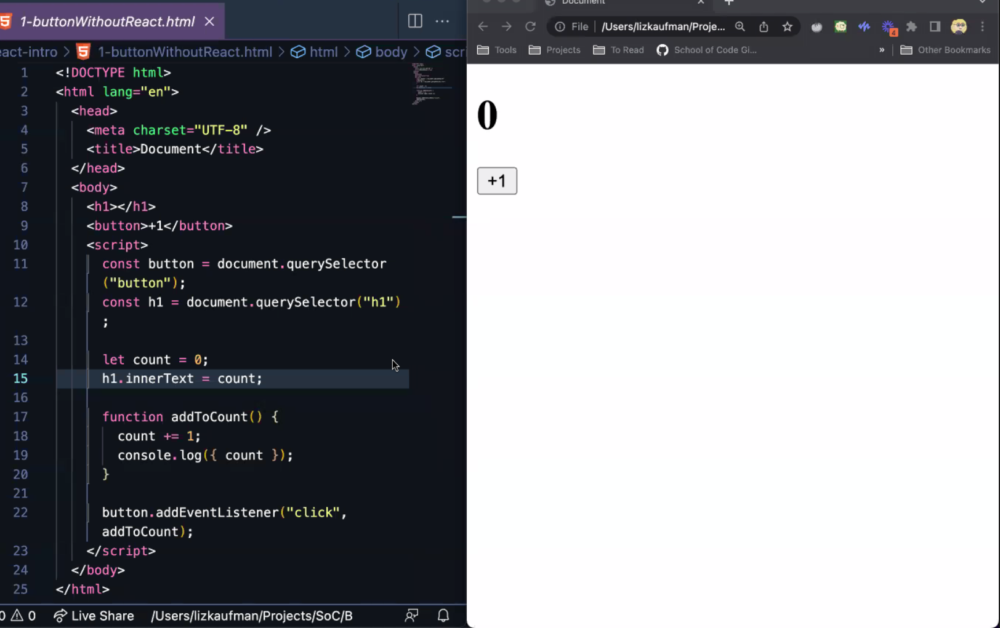 1-buttonWithoutReact.html
act-intro > 1-buttonWithoutReact.html > html > body > scri
1 <!DOCTYPE html>
2 <html lang="en">
3 <head>
4 <meta charset="UTF-8" />
5 <title>Document</title>
6 </head>
7 <body>
8 <h1></h1>
9 <button>+1</button>
10 <script>
11 const button = document.querySelector
("button");
12 const h1 = document.querySelector("h1")
;
13
14 let count = 0;
15 h1.innerText = count;
16
17 function addToCount() {
18 count += 1;
19 console.log({ count });
20 }
21
22 button.addEventListener("click",
addToCount);
23 </script>
24 </body>
25 </html>
0 0 Live Share /Users/lizkaufman/Projects/SoC/B
Document
File /Users/lizkaufman/Proje...
4
Tools Projects To Read School of Code Gi... » Other Bookmarks
0
+1